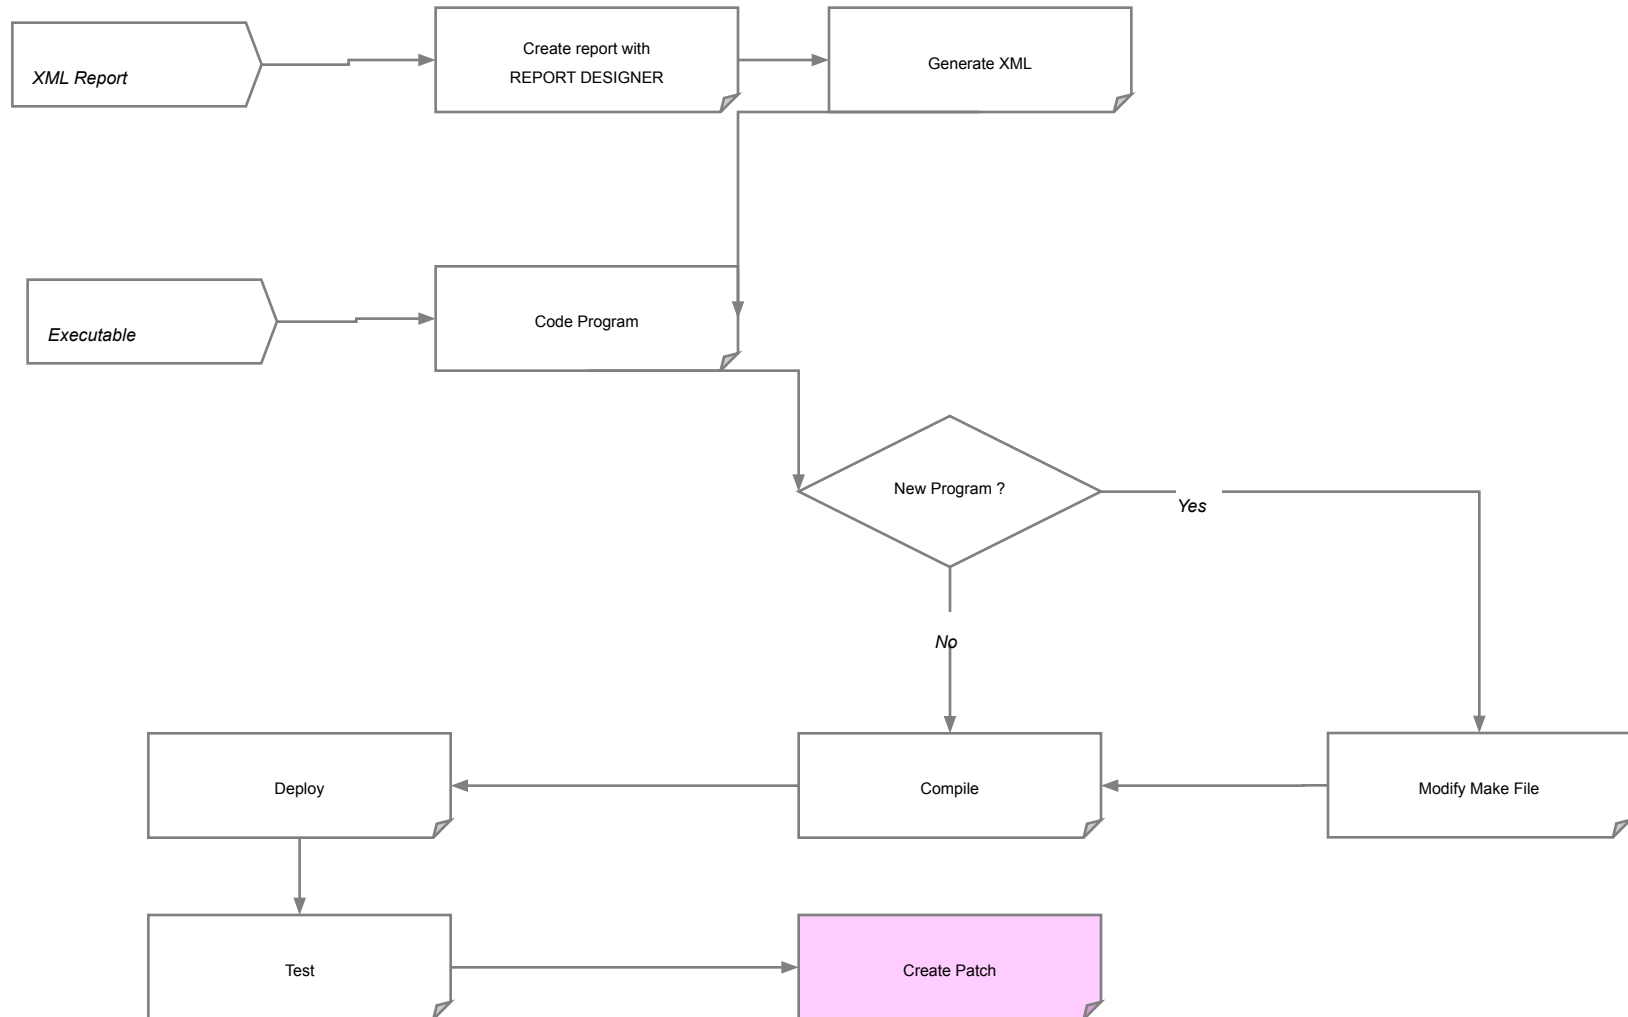 XML Report
Create report with
REPORT DESIGNER
Generate XML
Executable
Code Program
New Program ?
Yes
No
Deploy
Compile
Modify Make File
Test
Create Patch